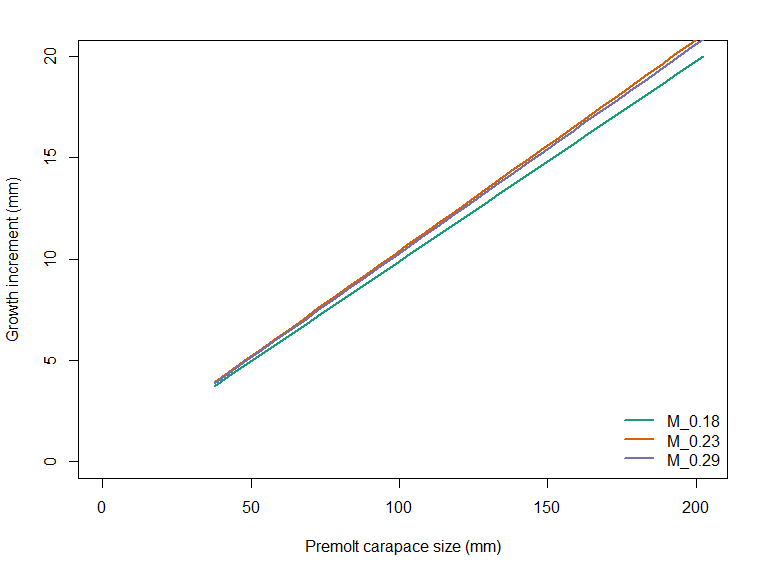 Growth increment (mm)
20
15
10
5
0
M_0.18
M_0.23
M_0.29
0 50 100 150 200
Premolt carapace size (mm)